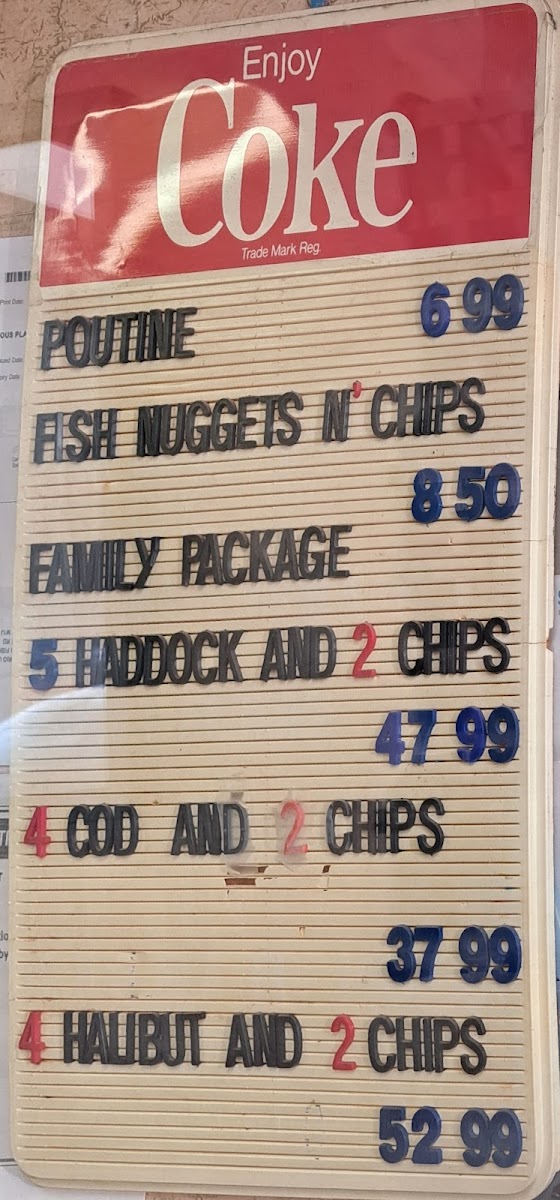 Enjoy
Coke
Trade Mark Reg.
POUTINE 6 99
FISH NUGGETS N' CHIPS
8 50
FAMILY PACKAGE
5 HADDOCK AND 2 CHIPS
47 99
4 COD AND 2 CHIPS
37 99
4 HALIBUT AND 2 CHIPS
52 99